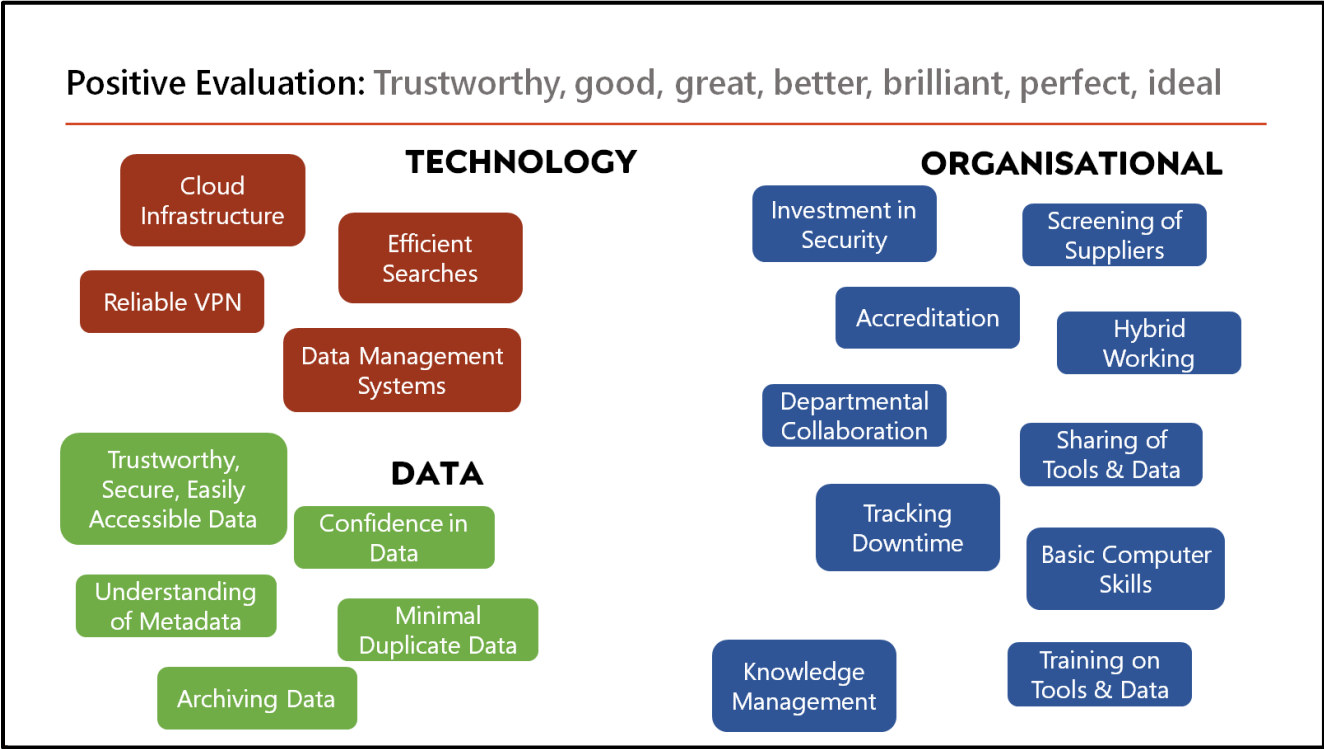 Positive Evaluation: Trustworthy, good, great, better, brilliant, perfect, ideal
TECHNOLOGY
Cloud
Infrastructure
Efficient
Searches
Reliable VPN
Data Management
Systems
DATA
Trustworthy,
Secure, Easily
Accessible Data
Confidence in
Data
Understanding
of Metadata
Minimal
Duplicate Data
Archiving Data
ORGANISATIONAL
Investment in
Security
Screening of
Suppliers
Accreditation
Hybrid
Working
Departmental
Collaboration
Sharing of
Tools & Data
Tracking
Downtime
Basic Computer
Skills
Knowledge
Management
Training on
Tools & Data